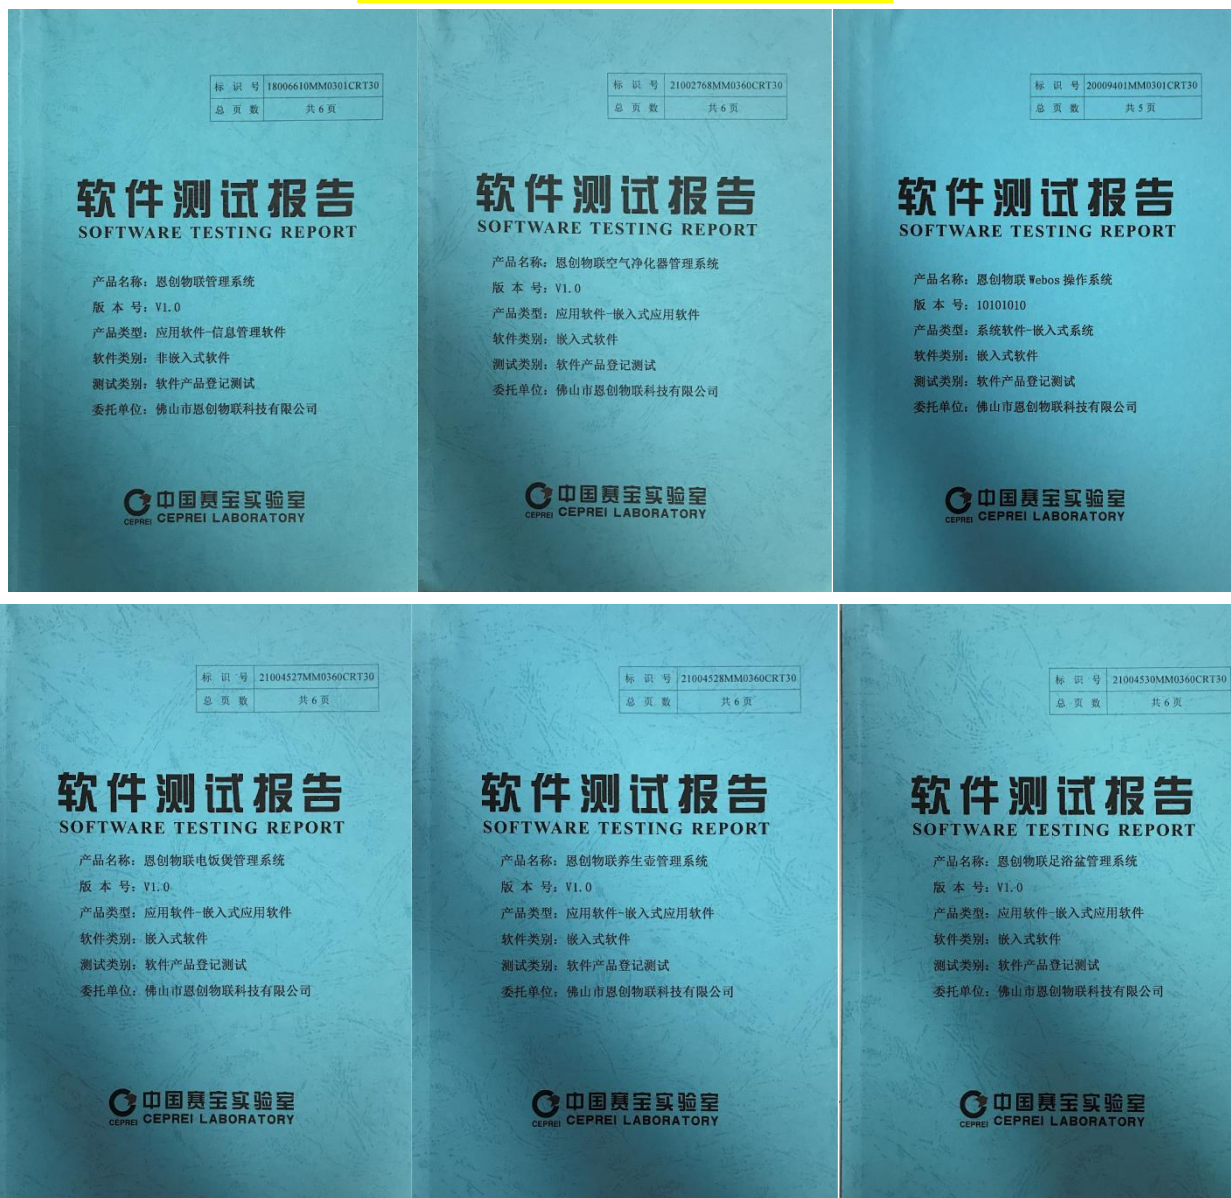 标 识 号 18006610MM0301CRT30
总 页 数 共 6 页
软件测试报告
SOFTWARE TESTING REPORT
产品名称: 恩创物联管理系统
版 本 号: V1.0
产品类型: 应用软件-信息管理软件
软件类别: 非嵌入式软件
测试类别: 软件产品登记测试
委托单位: 佛山市恩创物联科技有限公司
CEPREI
中国赛宝实验室
CEPREI LABORATORY
标 识 号 21002768MM0360CRT30
总 页 数 共 6 页
软件测试报告
SOFTWARE TESTING REPORT
产品名称: 恩创物联空气净化器管理系统
版 本 号: V1.0
产品类型: 应用软件-嵌入式应用软件
软件类别: 嵌入式软件
测试类别: 软件产品登记测试
委托单位: 佛山市恩创物联科技有限公司
CEPREI
中国赛宝实验室
CEPREI LABORATORY
标 识 号 20009401MM0301CRT30
总 页 数 共 5 页
软件测试报告
SOFTWARE TESTING REPORT
产品名称: 恩创物联 Webos 操作系统
版 本 号: 10101010
产品类型: 系统软件-嵌入式系统
软件类别: 嵌入式软件
测试类别: 软件产品登记测试
委托单位: 佛山市恩创物联科技有限公司
CEPREI
中国赛宝实验室
CEPREI LABORATORY
标 识 号 21004527MM0360CRT30
总 页 数 共 6 页
软件测试报告
SOFTWARE TESTING REPORT
产品名称: 恩创物联电饭煲管理系统
版 本 号: V1.0
产品类型: 应用软件-嵌入式应用软件
软件类别: 嵌入式软件
测试类别: 软件产品登记测试
委托单位: 佛山市恩创物联科技有限公司
CEPREI
中国赛宝实验室
CEPREI LABORATORY
标 识 号 21004528MM0360CRT30
总 页 数 共 6 页
软件测试报告
SOFTWARE TESTING REPORT
产品名称: 恩创物联养生壶管理系统
版 本 号: V1.0
产品类型: 应用软件-嵌入式应用软件
软件类别: 嵌入式软件
测试类别: 软件产品登记测试
委托单位: 佛山市恩创物联科技有限公司
CEPREI
中国赛宝实验室
CEPREI LABORATORY
标 识 号 21004530MM0360CRT30
总 页 数 共 6 页
软件测试报告
SOFTWARE TESTING REPORT
产品名称: 恩创物联足浴盆管理系统
版 本 号: V1.0
产品类型: 应用软件-嵌入式应用软件
软件类别: 嵌入式软件
测试类别: 软件产品登记测试
委托单位: 佛山市恩创物联科技有限公司
CEPREI
中国赛宝实验室
CEPREI LABORATORY